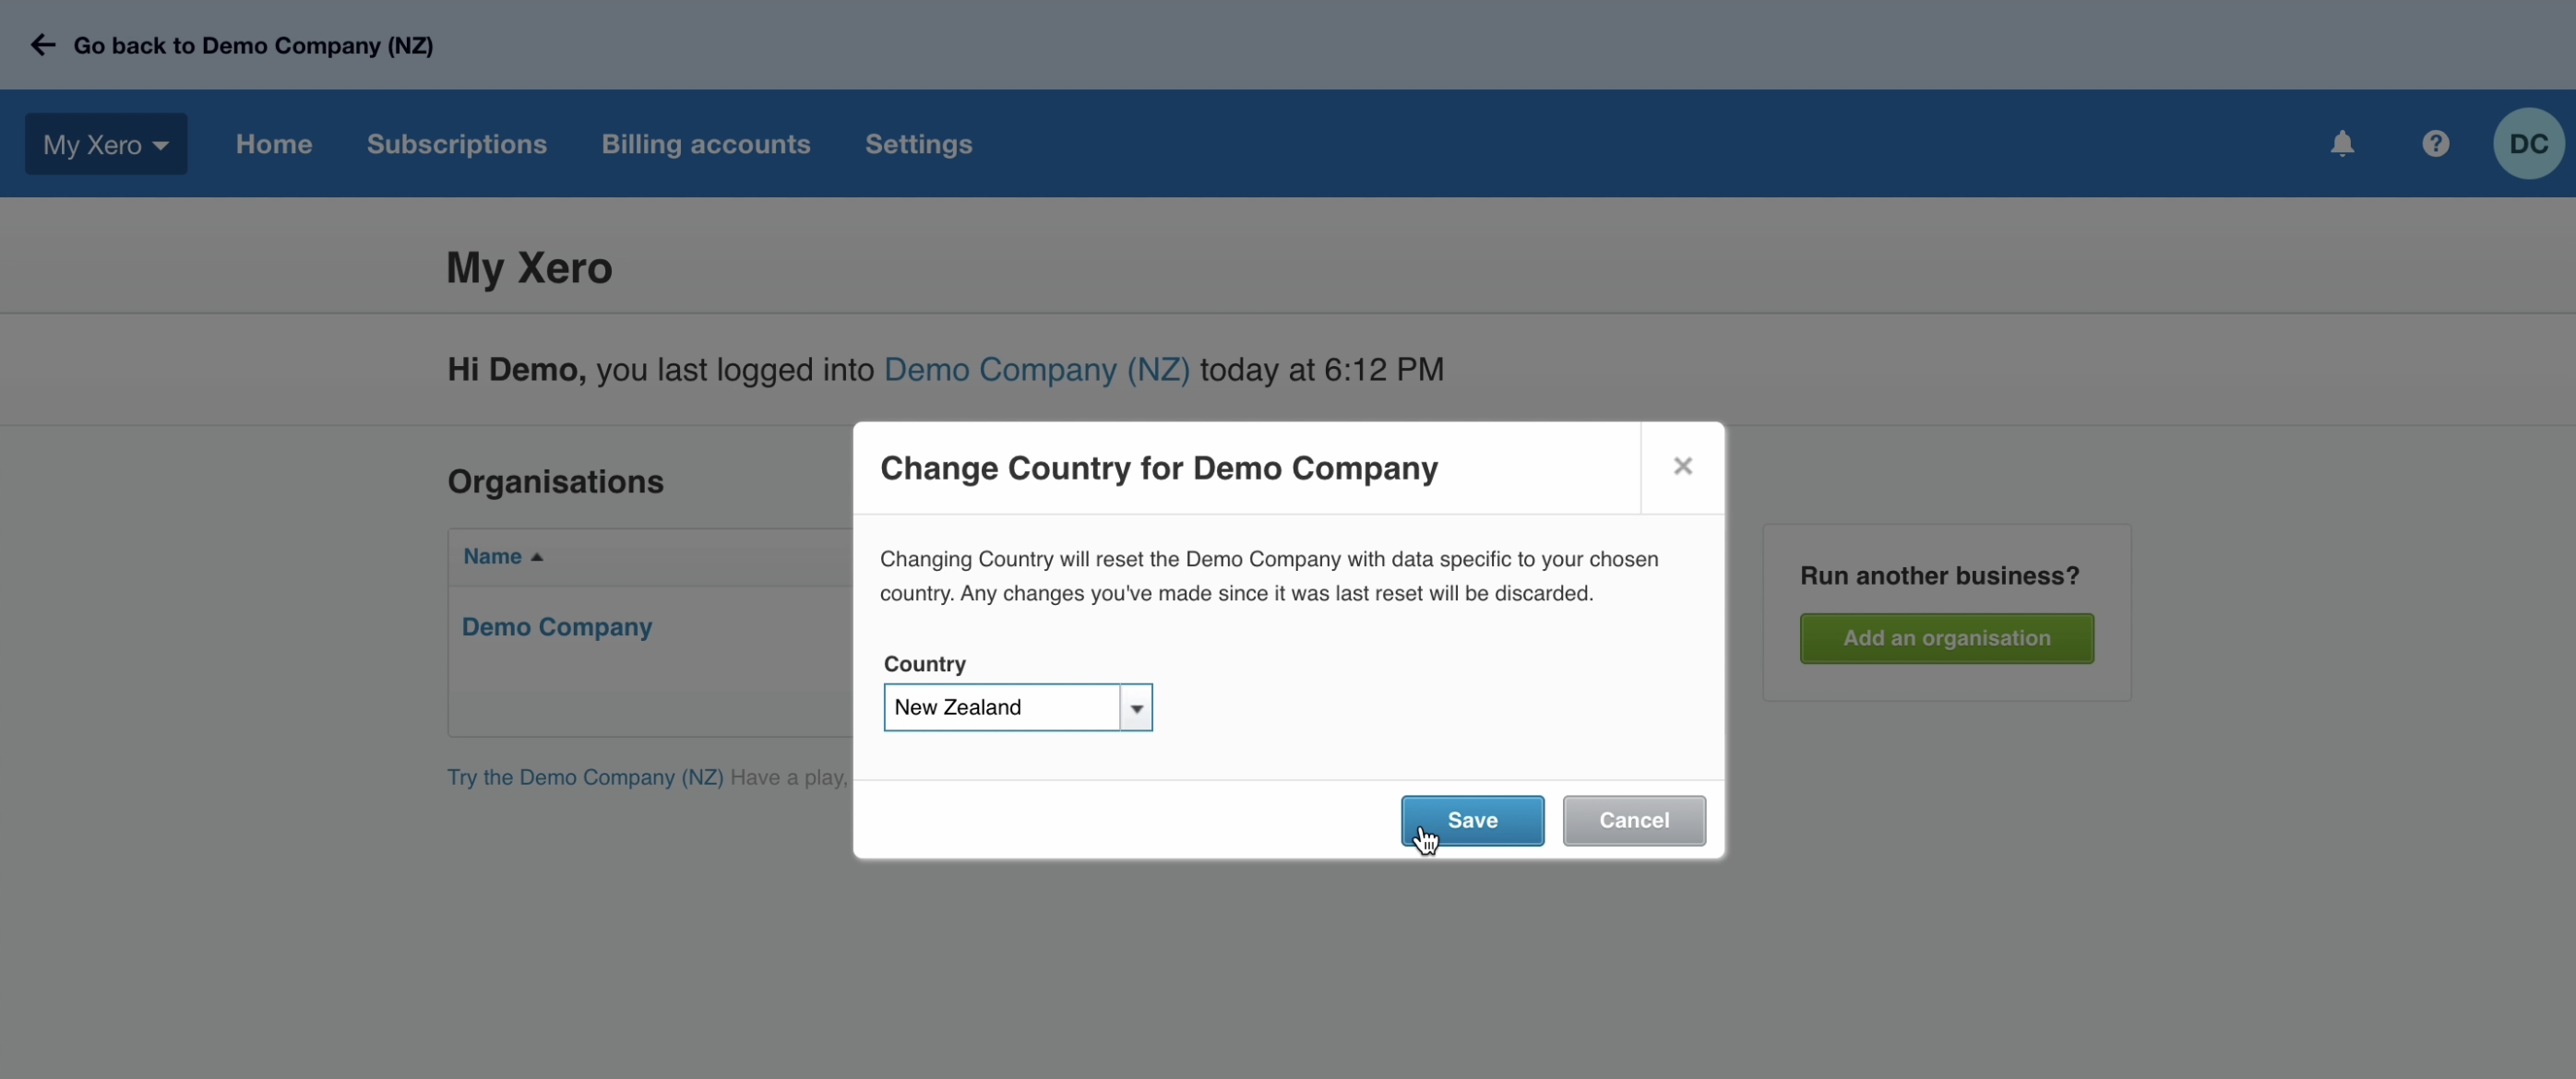 Go back to Demo Company (NZ)
My Xero
Home
Subscriptions
Billing accounts
Settings
DC
My Xero
Hi Demo, you last logged into Demo Company (NZ) today at 6:12 PM
Organisations
Name
Demo Company
Try the Demo Company (NZ) Have a play,
Change Country for Demo Company
Changing Country will reset the Demo Company with data specific to your chosen
country. Any changes you've made since it was last reset will be discarded.
Country
New Zealand
Save
Cancel
Run another business?
Add an organisation